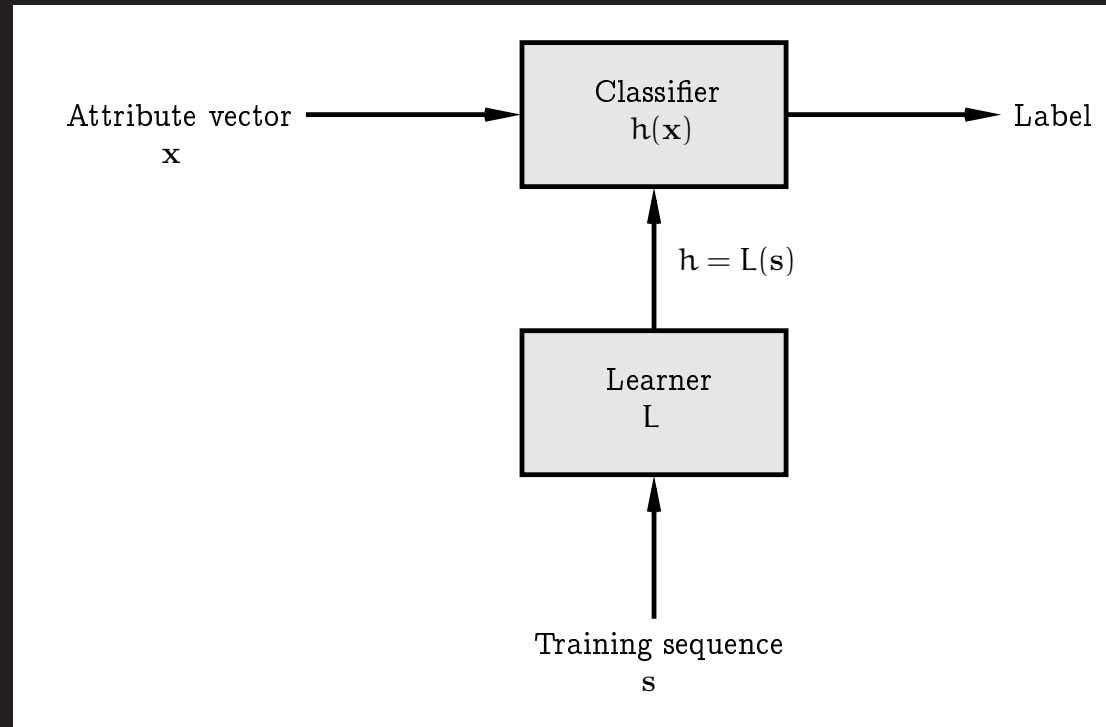 Classifier
h(x)
Attribute vector
x
Label
h = L(s)
Learner
L
Training sequence
s